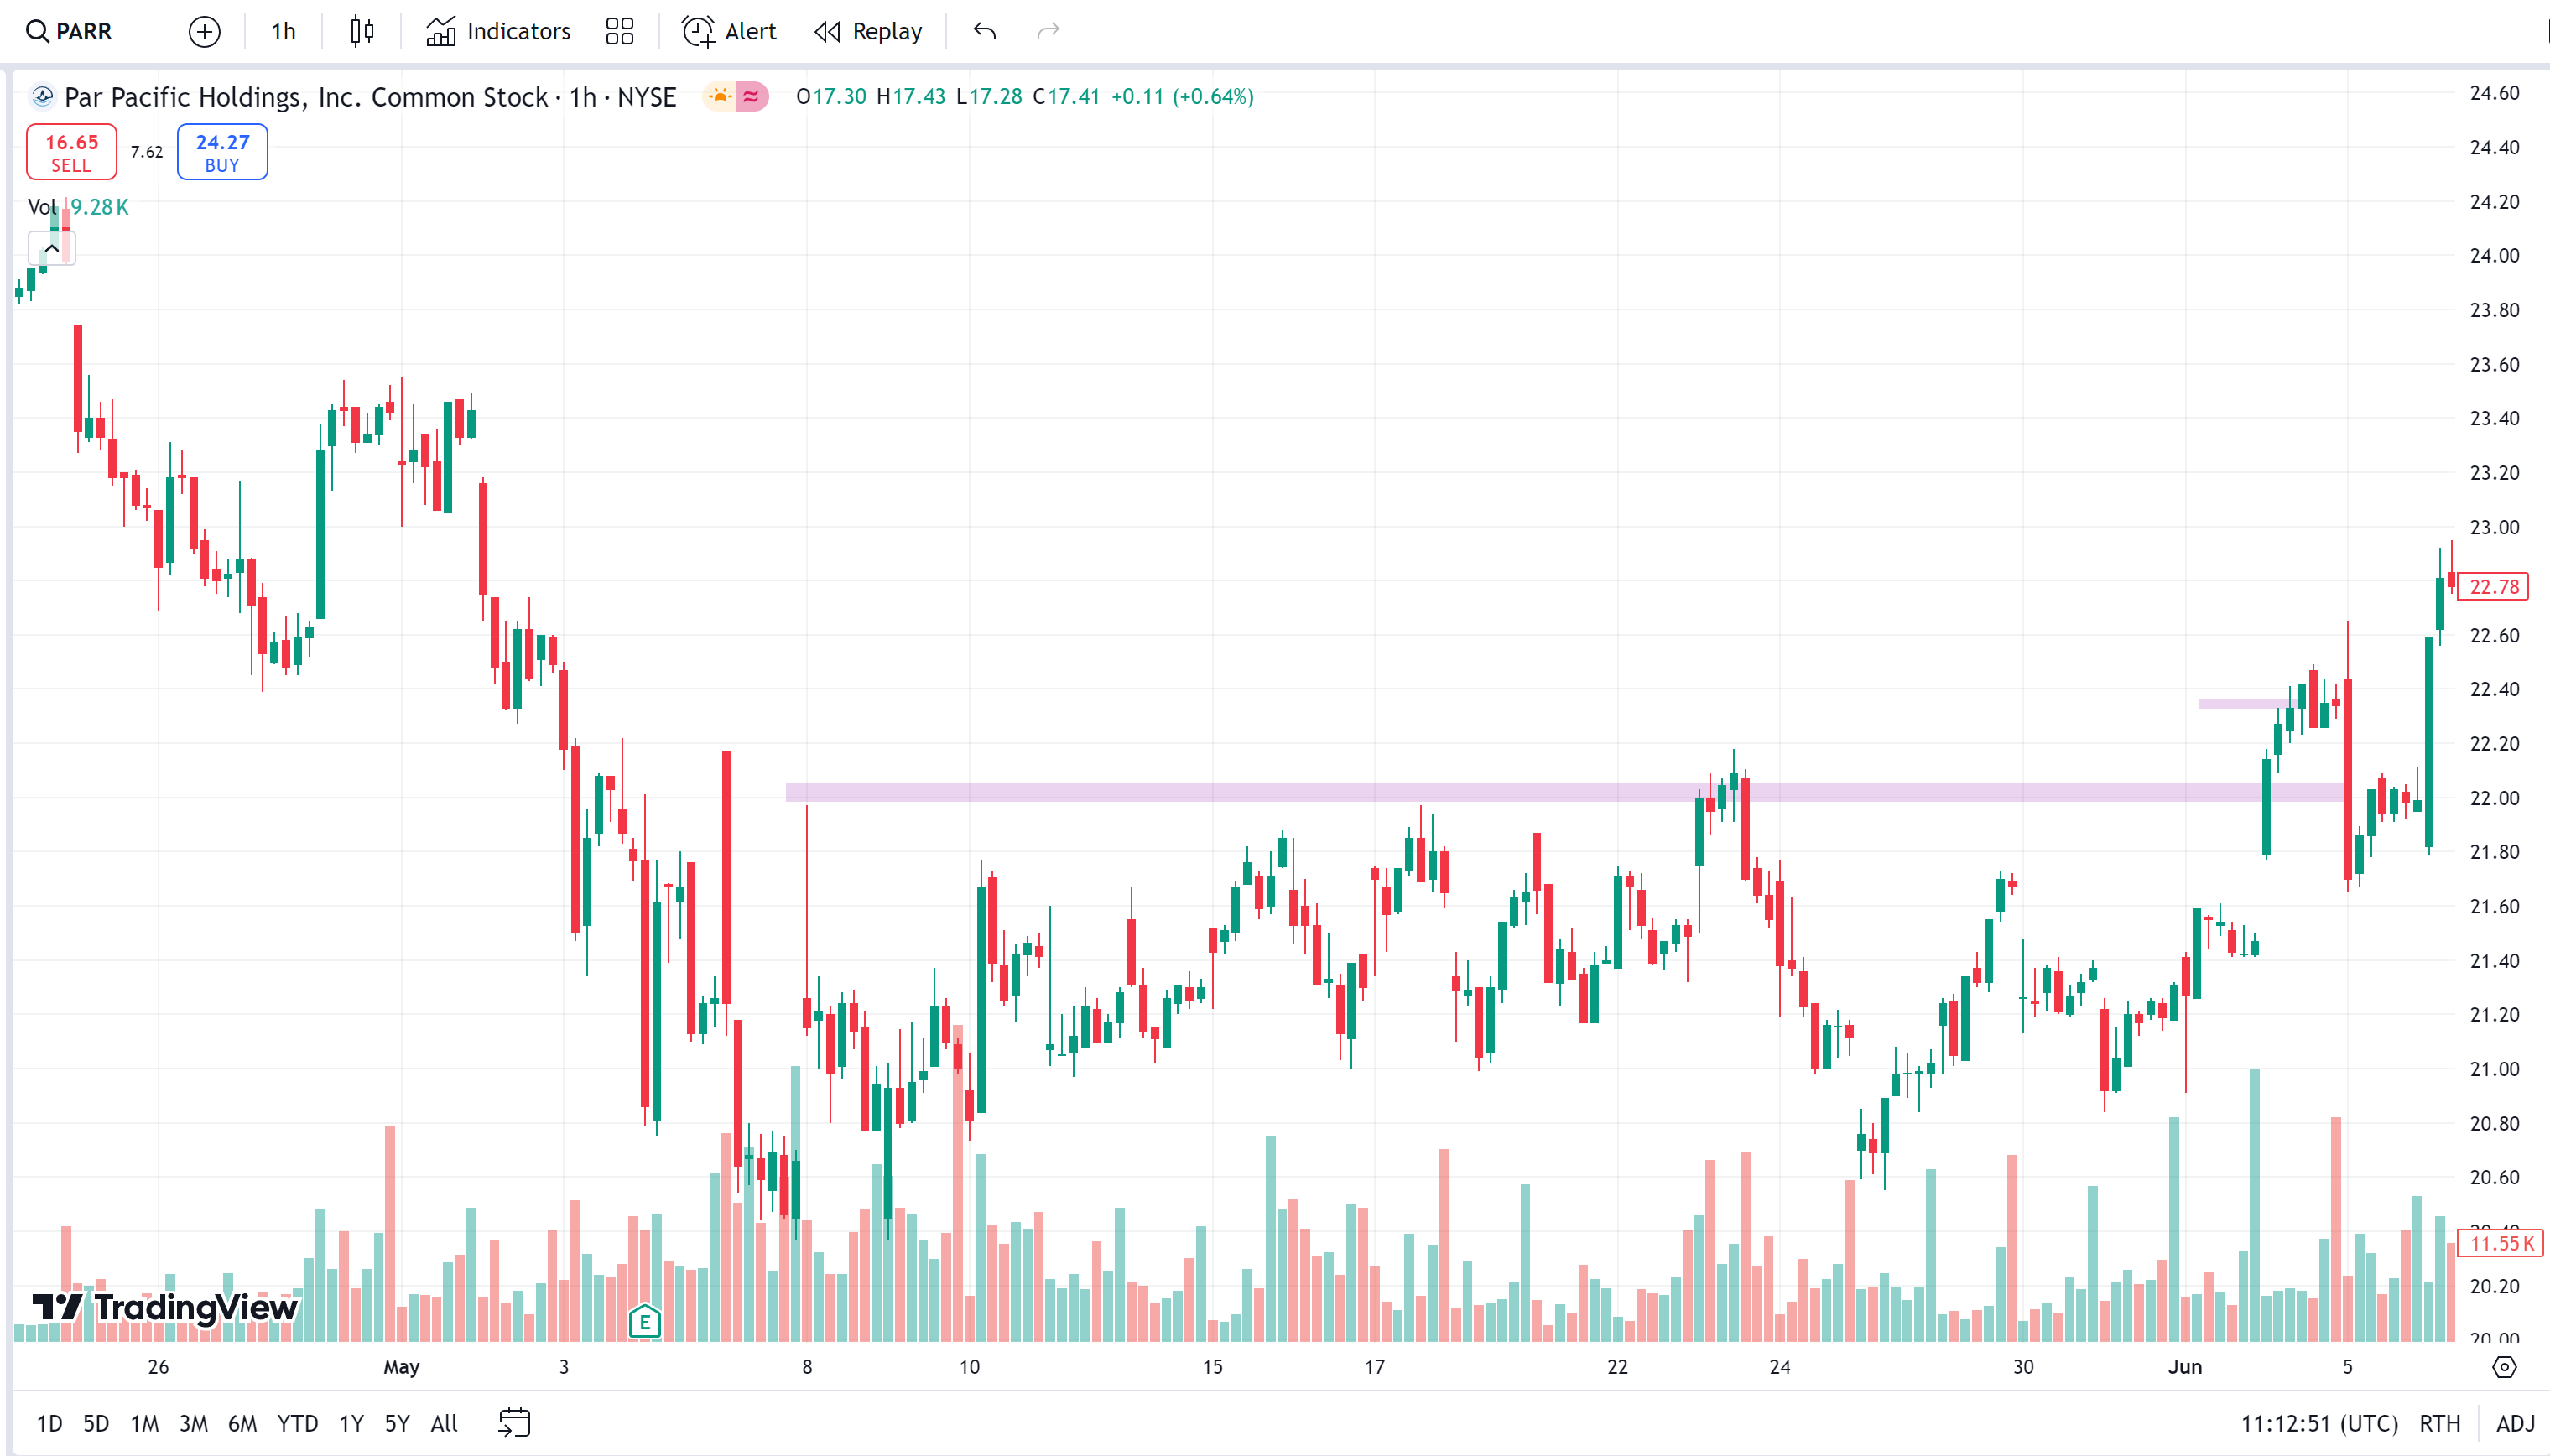 PARR 1h Indicators Alert Replay
Par Pacific Holdings, Inc. Common Stock · 1h · NYSE O17.30 H17.43 L17.28 C17.41 +0.11 (+0.64%)
16.65 SELL 7.62 24.27 BUY
Vol 9.28 K
24.60
24.40
24.20
24.00
23.80
23.60
23.40
23.20
23.00
22.78
22.60
22.40
22.20
22.00
21.80
21.60
21.40
21.20
21.00
20.80
20.60
20.40
11.55 K
20.20
20.00
TradingView
E
26 May 3 8 10 15 17 22 24 30 Jun 5
1D 5D 1M 3M 6M YTD 1Y 5Y All 11:12:51 (UTC) RTH ADJ